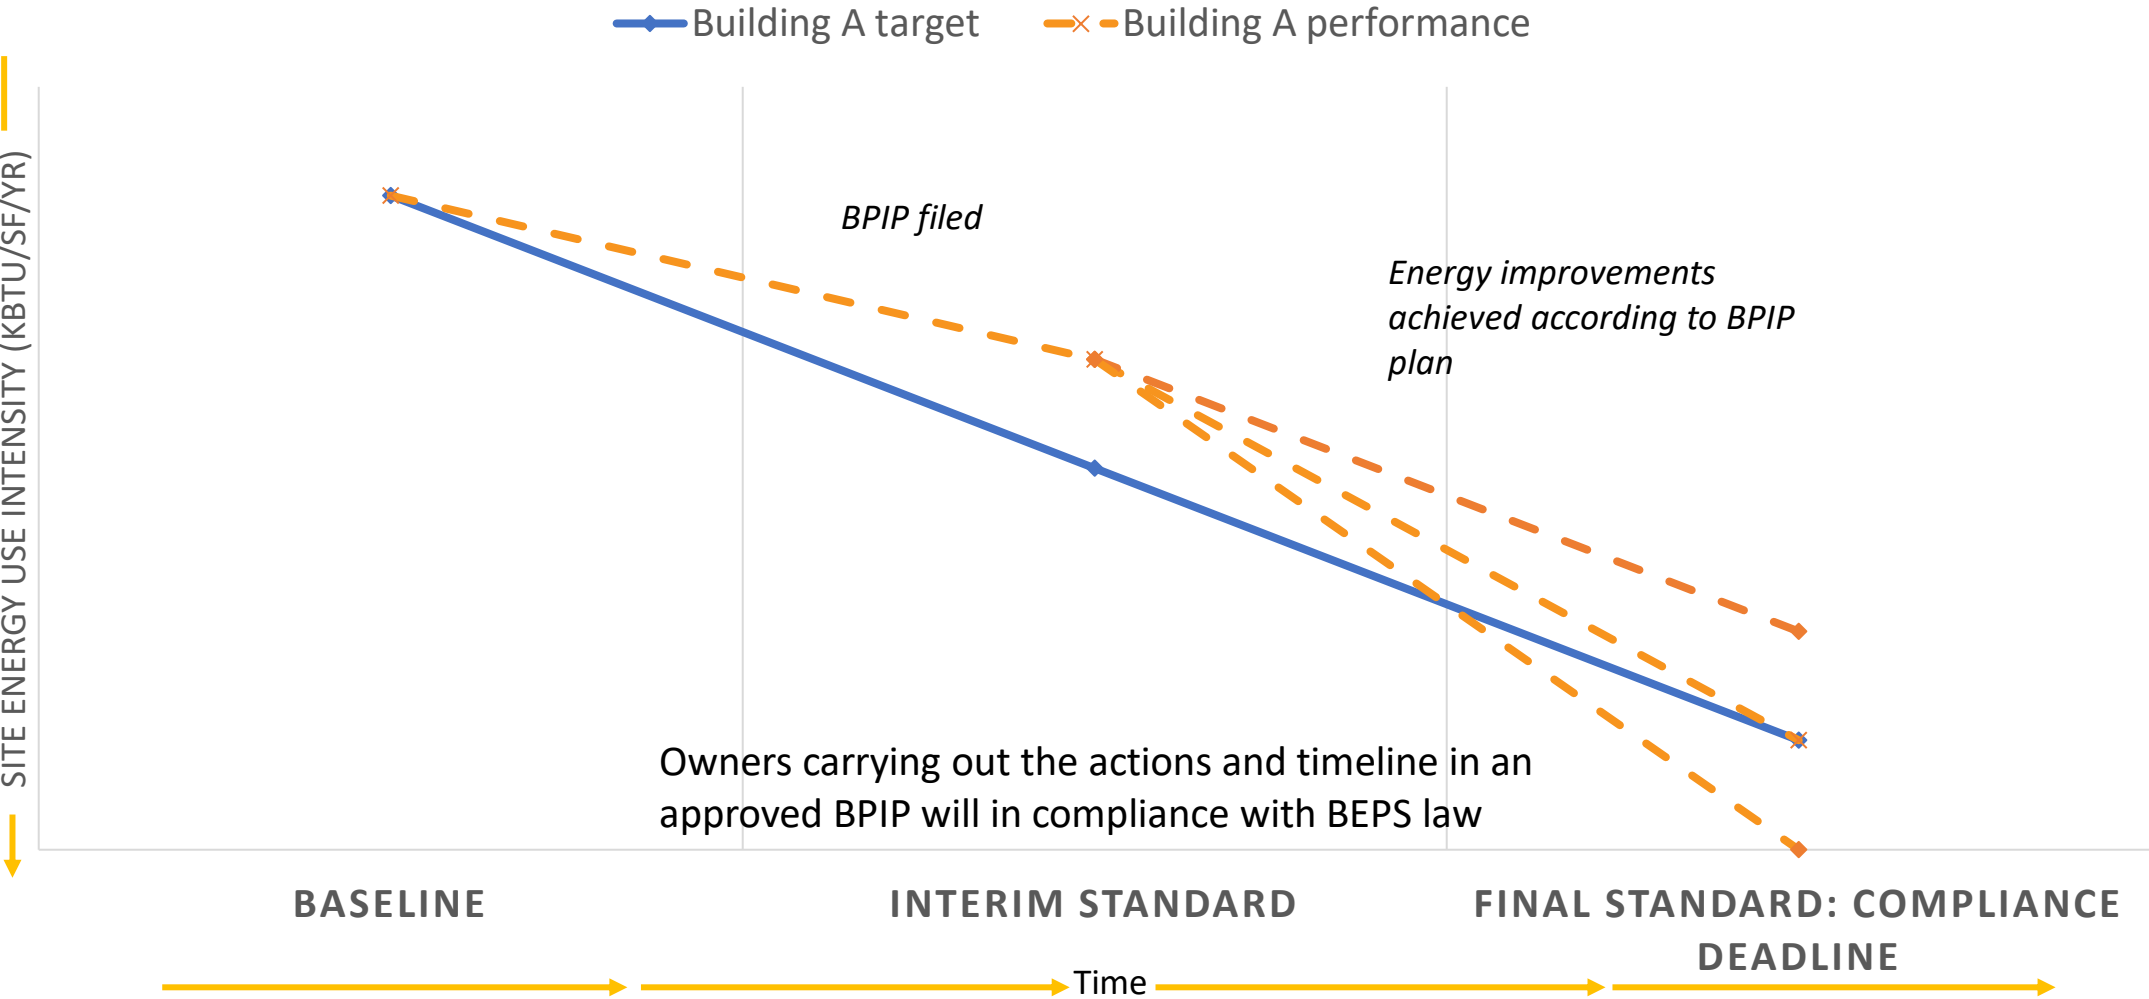 Building A target
Building A performance
SITE ENERGY USE INTENSITY (KBTU/SF/YR)
BPIP filed
Energy improvements
achieved according to BPIP
plan
Owners carrying out the actions and timeline in an
approved BPIP will in compliance with BEPS law
BASELINE
INTERIM STANDARD
FINAL STANDARD: COMPLIANCE
DEADLINE
Time